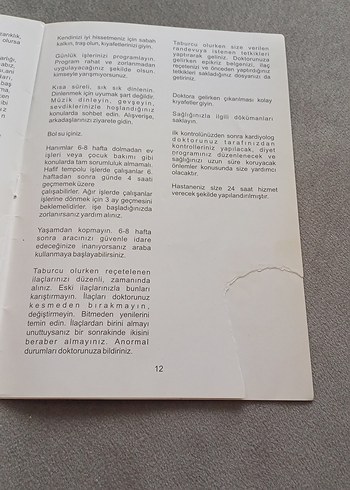 Kendinizi iyi hissetmeniz için sabah
kalkın, traş olun, kıyafetlerinizi giyin.
Günlük işlerinizi programlayın.
Program rahat ve zorlanmadan
uygulayacağınız şekilde olsun.
kimseyle yarışmıyorsunuz.
Kısa süreli, sık sık dinlenin.
Dinlenmek için uyumak şart değildir.
Müzik dinleyin, gevşeyin,
sevdiklerinizle hoşlandığınız
konularda sohbet edin. Alışverişe,
arkadaşlarınızı ziyarete gidin.
Bol su içiniz.
Hanımlar 6-8 hafta dolmadan ev
işleri veya çocuk bakımı gibi
konularda tam sorumluluk almamalı.
Hafif tempolu işlerde çalışanlar 6.
haftadan sonra günde 4 saati
geçmemek üzere
çalışabilirler. Ağır işlerde çalışanlar
işlerine dönmek için 3 ay geçmesini
beklemelidirler. işe başladığınızda
zorlanırsanız yardım alınız.
Yaşamdan kopmayın. 6-8 hafta
sonra aracınızı güvenle idare
edeceğinize inanıyorsanız araba
kullanmaya başlayabilirsiniz.
Taburcu olurken reçetelenen
ilaçlarınızı düzenli, zamanında
alınız. Eski ilaçlarınızla bunları
karıştırmayın. İlaçları doktorunuz
kesmeden bırakmayın,
değiştirmeyin. Bitmeden yenilerini
temin edin. İlaçlardan birini almayı
unuttuysanız bir sonrakinde ikisini
beraber almayınız. Anormal
durumları doktorunuza bildiriniz.
Taburcu olurken size verilen
randevuya istenen tetkikleri
yaptırarak geliniz. Doktorunuza
gelirken epikriz salgenizi, ilaç
reçetenizi ve önceden yaptırdığınız
tetkikleri sakladığınız dosyanızı da
getiriniz.
Doktora gelirken çıkarılması kolay
kıyafetler giyin.
Sağlığınızla ilgili dökümanları
saklayın.
İlk kontrolünüzden sonra kardiyolog
doktorunuz tarafınızdan
kontrolleriniz yapılacak, diyet
programınız düzenlenecek ve
sağlığınızı uzun süre koruyacak
önlemler konusunda size yardımcı
olacaktır.
Hastaneniz size 24 saat hizmet
verecek şekilde yapılandırılmıştır.
12